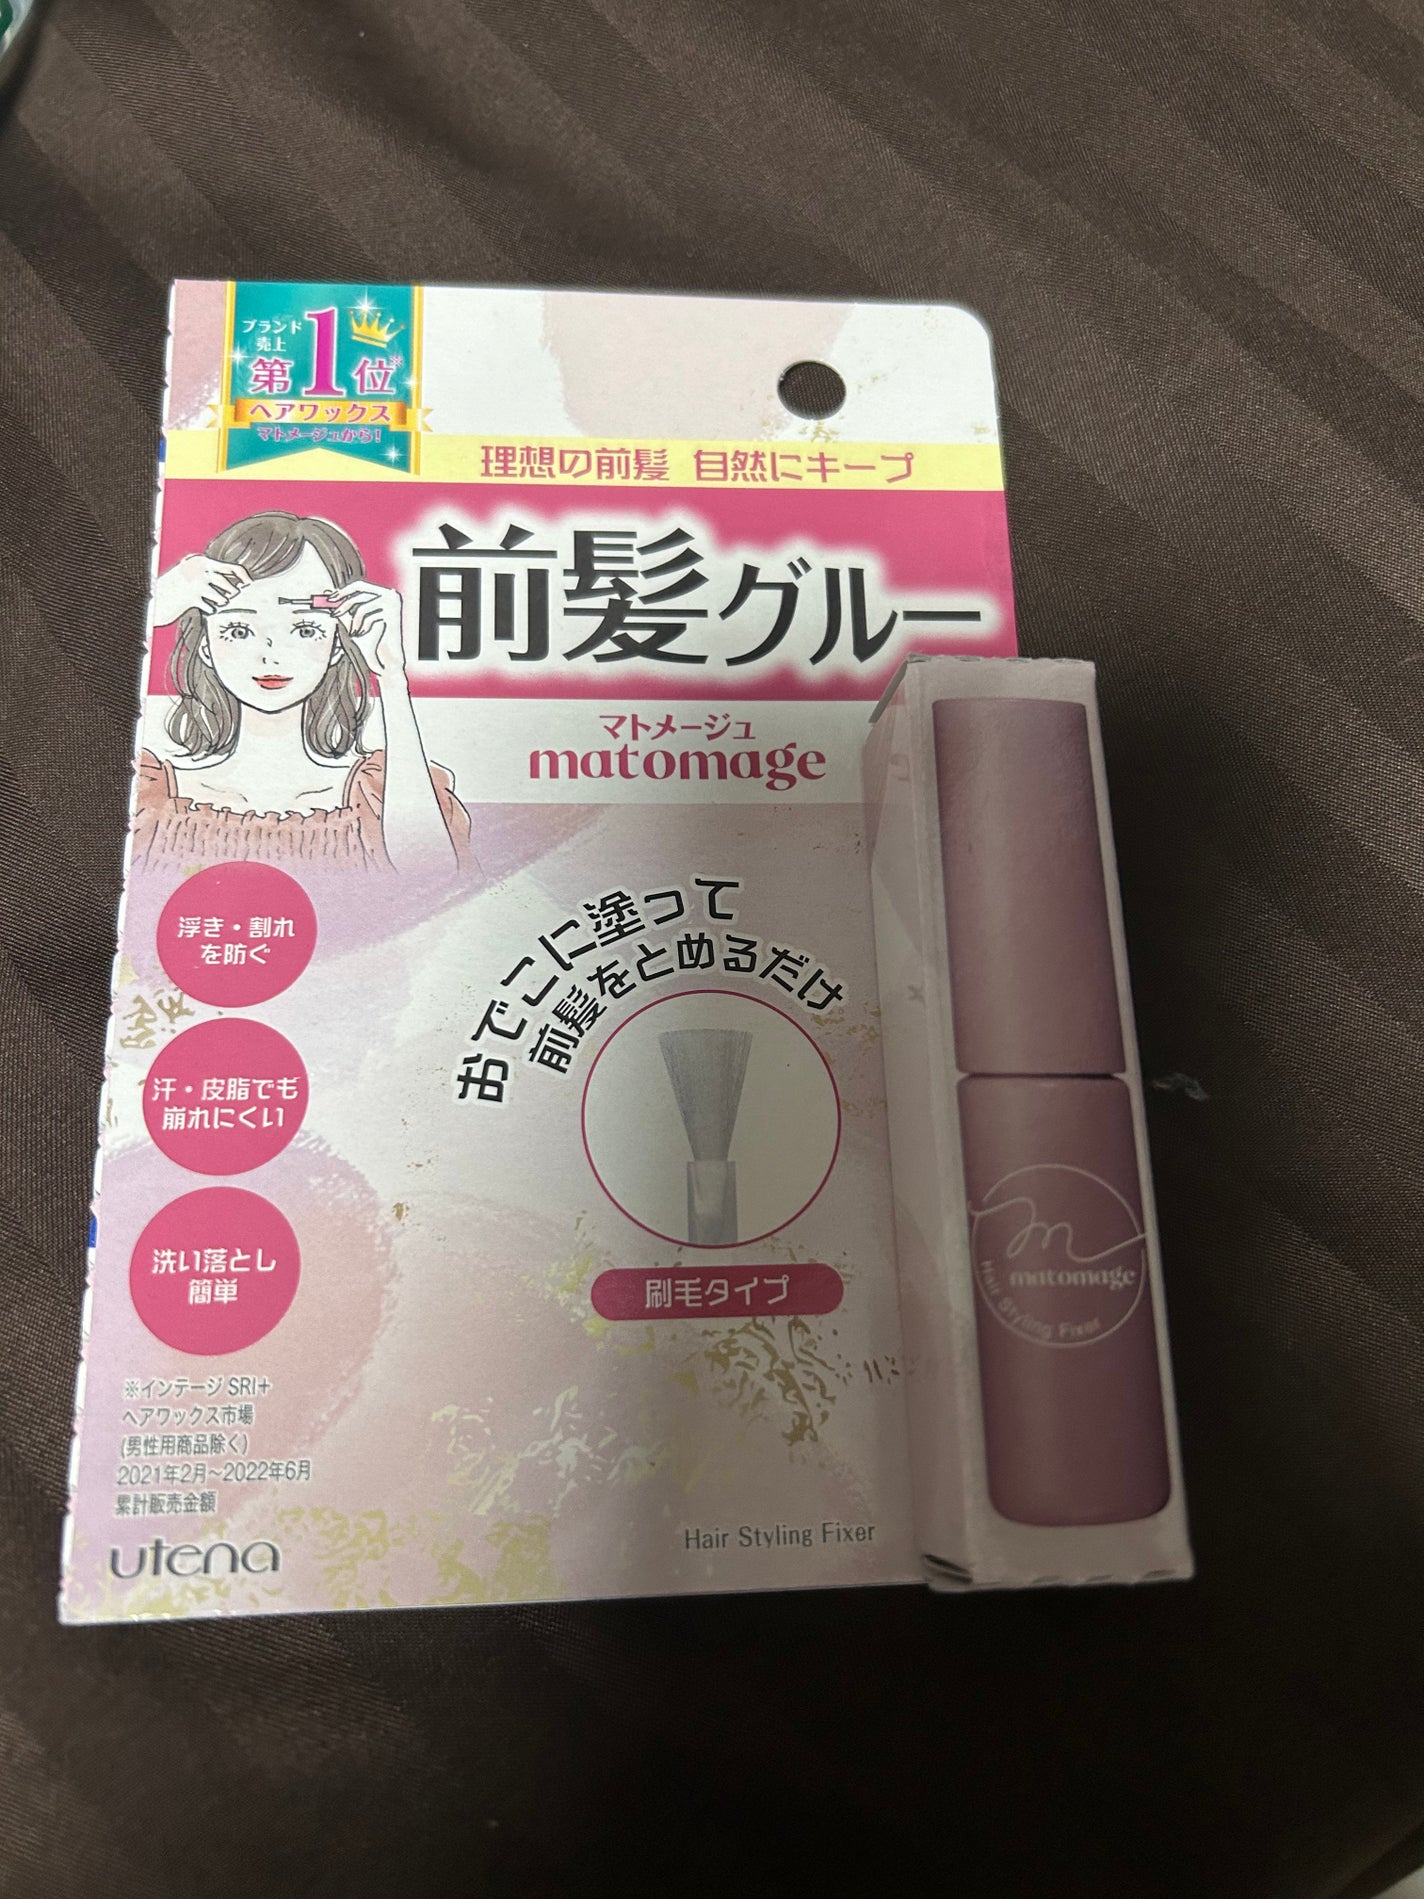 ブランド
売上
第1位※
ヘアワックス
マトメージュから!
理想の前髪 自然にキープ
前髪グルー
マトメージュ
matomage
おでこに塗って
前髪をとめるだけ
浮き・割れ
を防ぐ
汗・皮脂でも
崩れにくい
洗い落とし
簡単
刷毛タイプ
※インテージSRI+
ヘアワックス市場
(男性用商品除く)
2021年2月~2022年6月
累計販売金額
utena
Hair Styling Fixer
m
matomage
Hair Styling Fixer